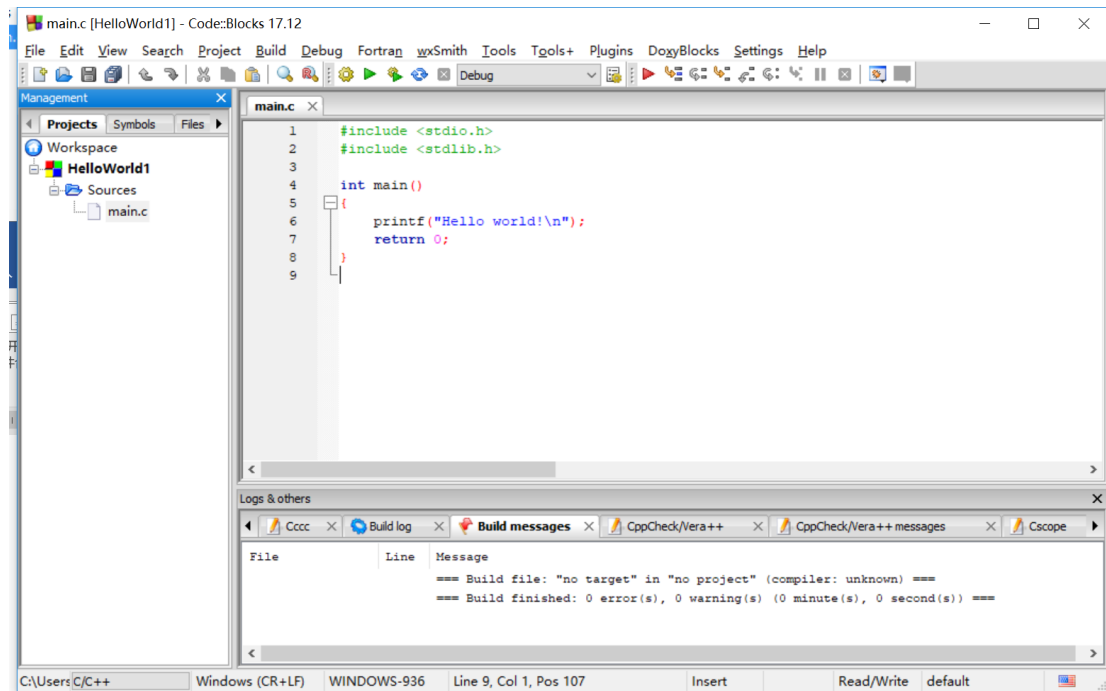 main.c [HelloWorld1] - Code::Blocks 17.12
File Edit View Search Project Build Debug Fortran wxSmith Tools Tools+ Plugins DoxyBlocks Settings Help
Debug
Management
Projects Symbols Files
Workspace
HelloWorld1
Sources
main.c
main.c
1 #include <stdio.h>
2 #include <stdlib.h>
3
4 int main()
5 {
6 printf("Hello world!\n");
7 return 0;
8 }
9
Logs & others
Cccc Build log Build messages CppCheck/Vera++ CppCheck/Vera++ messages Cscope
File Line Message
=== Build file: "no target" in "no project" (compiler: unknown) ===
=== Build finished: 0 error(s), 0 warning(s) (0 minute(s), 0 second(s)) ===
C:\Users C/C++ Windows (CR+LF) WINDOWS-936 Line 9, Col 1, Pos 107 Insert Read/Write default